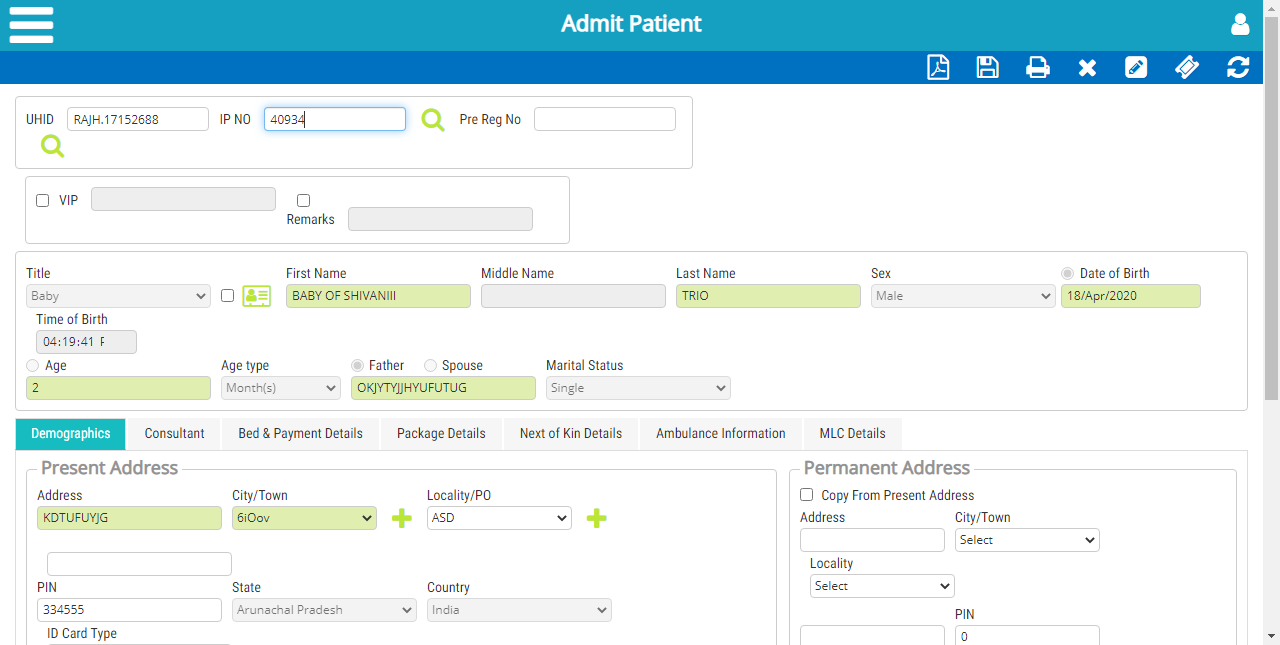 Admit Patient
UHID RAJH.17152688 IP NO 40934 Pre Reg No
VIP
Remarks
Title First Name Middle Name Last Name Sex Date of Birth
Baby BABY OF SHIVANIII TRIO Male 18/Apr/2020
Time of Birth
04:19:41 F
Age Age type Father Spouse Marital Status
2 Month(s) OKJYTYJJHYUFUTUG Single
Demographics Consultant Bed & Payment Details Package Details Next of Kin Details Ambulance Information MLC Details
Present Address
Address City/Town Locality/PO
KDTUFUYJG 6iOov ASD
PIN State Country
334555 Arunachal Pradesh India
ID Card Type
Permanent Address
Copy From Present Address
Address City/Town
Select
Locality
Select
PIN
0